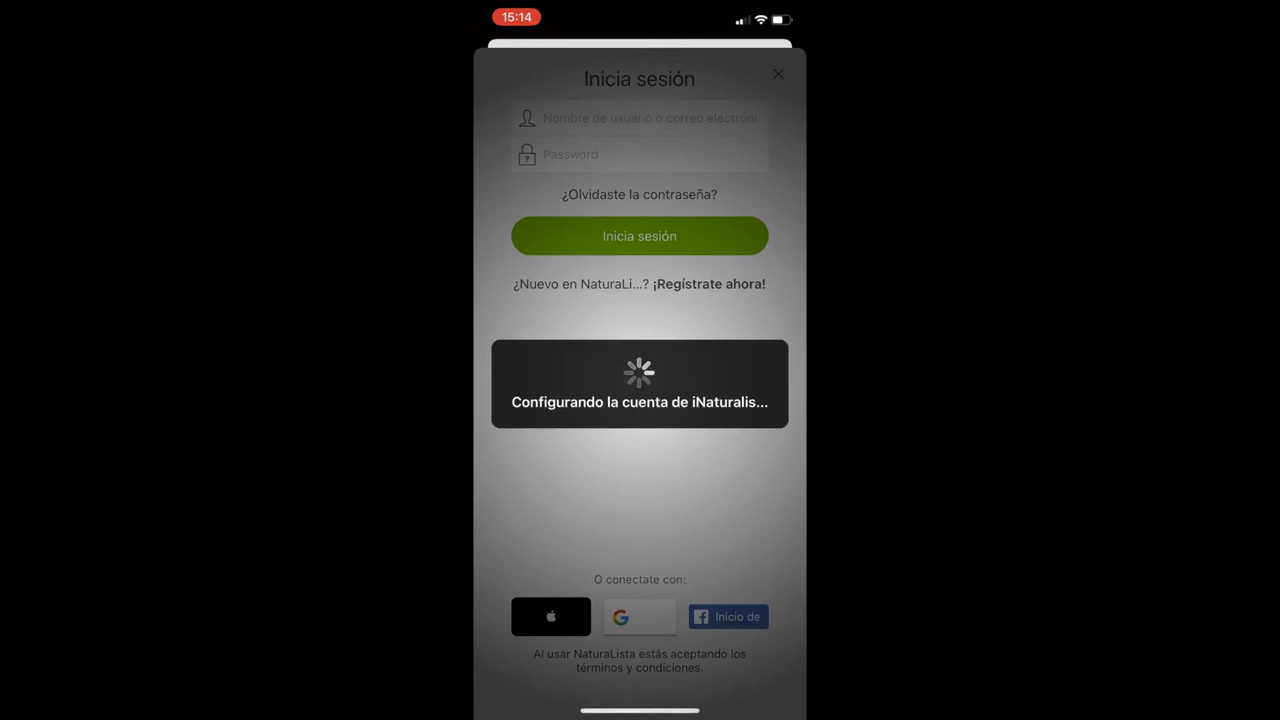 15:14
Inicia sesión
Nombre de usuario o correo electróni...
Password
¿Olvidaste la contraseña?
Inicia sesión
¿Nuevo en NaturaLi...? ¡Regístrate ahora!
Configurando la cuenta de iNaturalis...
O conectate con:
Inicio de
Al usar NaturaLista estás aceptando los
términos y condiciones.